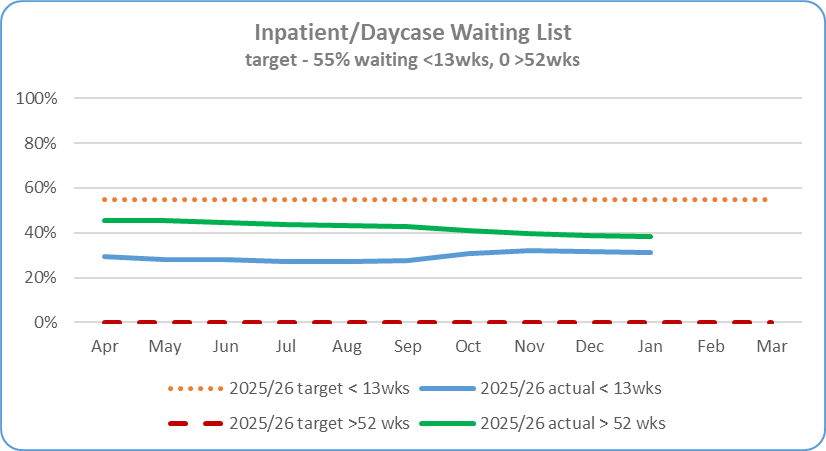 Inpatient/Daycase Waiting List
target - 55% waiting <13wks, 0 >52wks
100%
80%
60%
40%
20%
0%
Apr May Jun Jul Aug Sep Oct Nov Dec Jan Feb Mar
2025/26 target < 13wks 2025/26 actual < 13wks
2025/26 target >52 wks 2025/26 actual > 52 wks